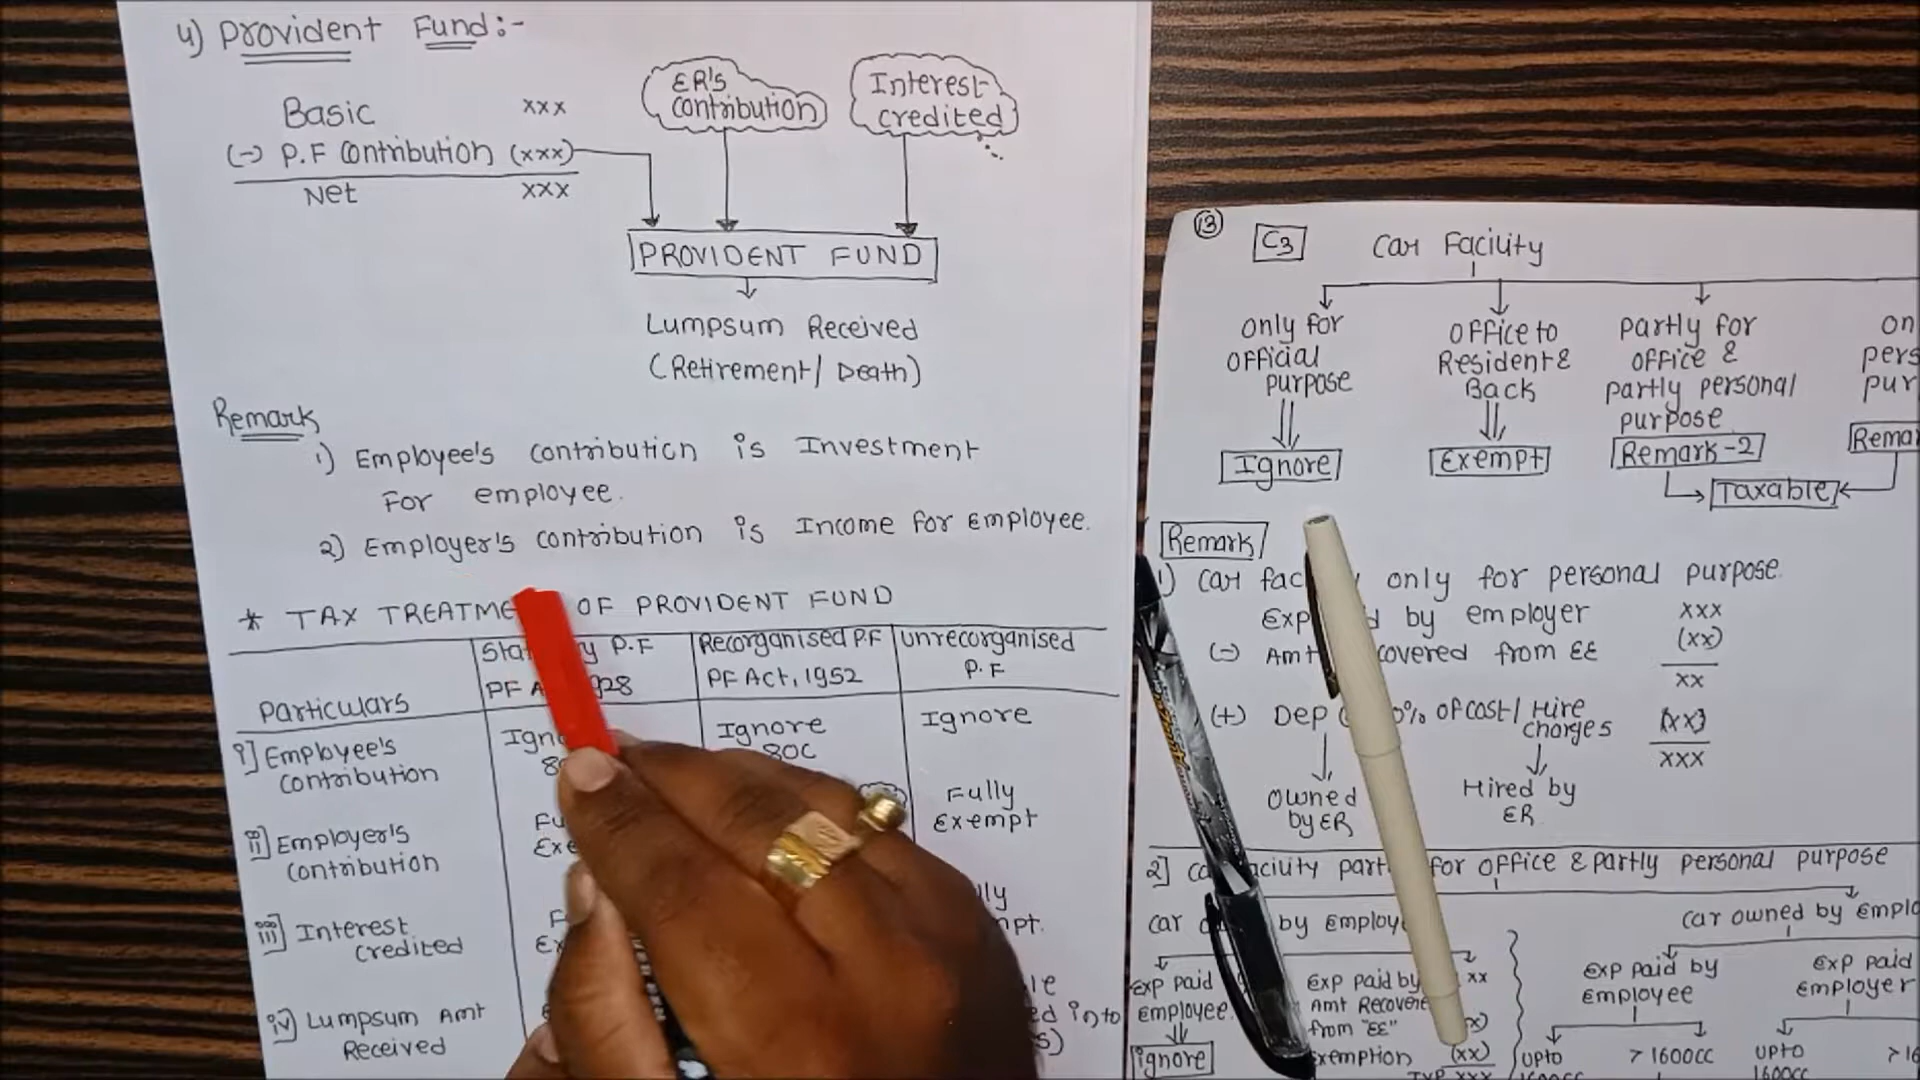 4) Provident Fund:-
Basic xxx
(-) P.F Contribution (xxx)
Net xxx
ER's
contribution
Interest
credited
PROVIDENT FUND
Lumpsum Received
(Retirement/ Death)
Remark
1) Employee's contribution is Investment
For employee.
2) Employer's contribution is Income for Employee.
* TAX OF PROVIDENT FUND
Particulars
P.F
Recorganised P.F
PF Act, 1952
unrecorganised
P.F
i] Employee's
contribution
Ignore
80C
Ignore
ii] Employer's
contribution
Fully
Exempt
iii] Interest
credited
iv] Lumpsum Amt
Received
13
C3 Car Facility
only for
official
purpose
Ignore
office to
Resident &
Back
Exempt
partly for
office &
partly personal
purpose
Remark-2
Taxable
Remark
1) car only for personal purpose.
by employer xxx
(-) Amt from EE (xx)
xx
(+) Dep % of cost/ Hire
charges (xx)
xxx
Owned
by ER
Hired by
ER
2] for office & partly personal purpose
car by
car owned by
Exp paid
employee.
ignore
Exp paid by
Amt
from "EE"
xx
Exemption (xx)
xxx
Exp paid by
employee
Exp paid
employer
upto
1600cc
> 1600cc
upto
1600cc